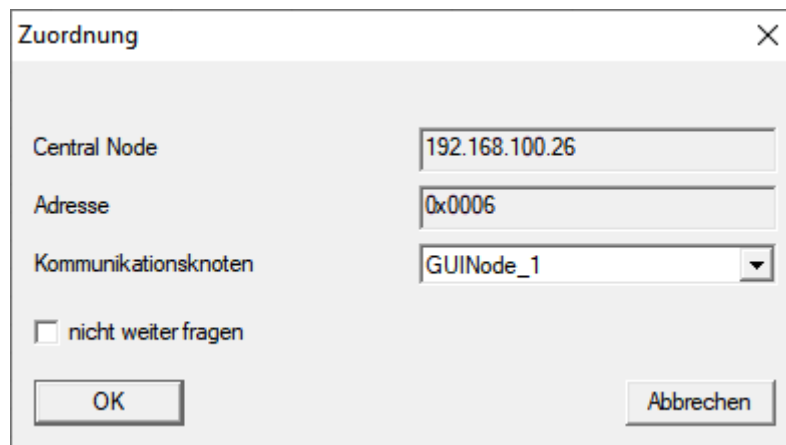 Zuordnung
Central Node 192.168.100.26
Adresse 0x0006
Kommunikationsknoten GUINode_1
nicht weiter fragen
OK Abbrechen